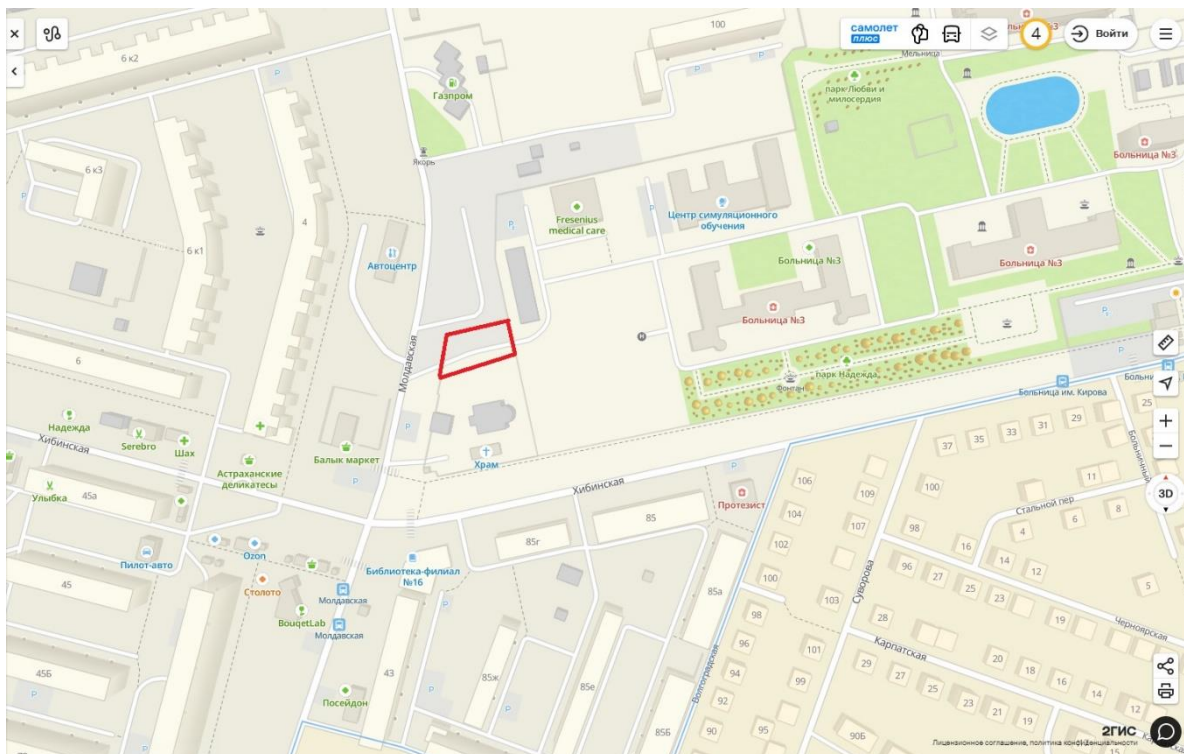 100
самолет
плюс
4
Войти
6 к2
Мельница
парк Любви и
милосердия
Газпром
Якорь
Больница №3
6 к3
4
P
Fresenius
medical care
Центр симуляционного
обучения
6 к1
Автоцентр
Больница №3
Больница №3
Больница №3
Молдавская
6
H
Парк Надежда
Фонтан
Больница им. Кирова
Надежда
Serebro
Шах
Хибинская
Астраханские
деликатесы
Балык маркет
Храм
Хибинская
Улыбка
45а
Протезист
25
29
31
33
35
37
Больничный
11
100
Стальной пер
8
6
4
3D
106
104
102
100
109
107
98
16
14
12
85
85г
Ozon
Пилот-авто
Столото
Библиотека-филиал
№16
Молдавская
BouqetLab
Молдавская
45
85а
Суворова
96
27
25
23
19
5
Черноярская
103
98
28
Карпатская
101
96
94
92
90
99
95
29
27
25
23
21
19
20
18
16
14
12
Волгоградская
45Б
43
85ж
85е
85Б
Посейдон
90Б
2ГИС
Лицензионное соглашение, политика конфиденциальности